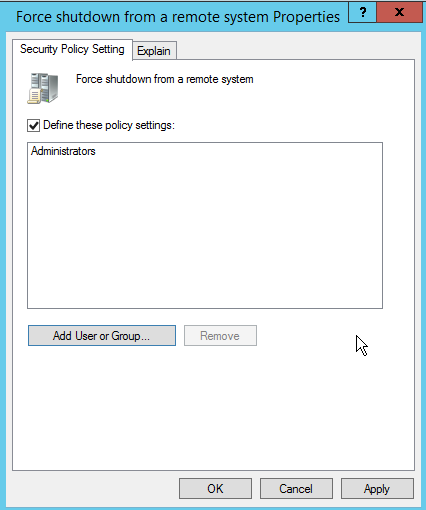 Force shutdown from a remote system Properties
? x
Security Policy Setting Explain
Force shutdown from a remote system
Define these policy settings:
Administrators
Add User or Group... Remove
OK Cancel Apply